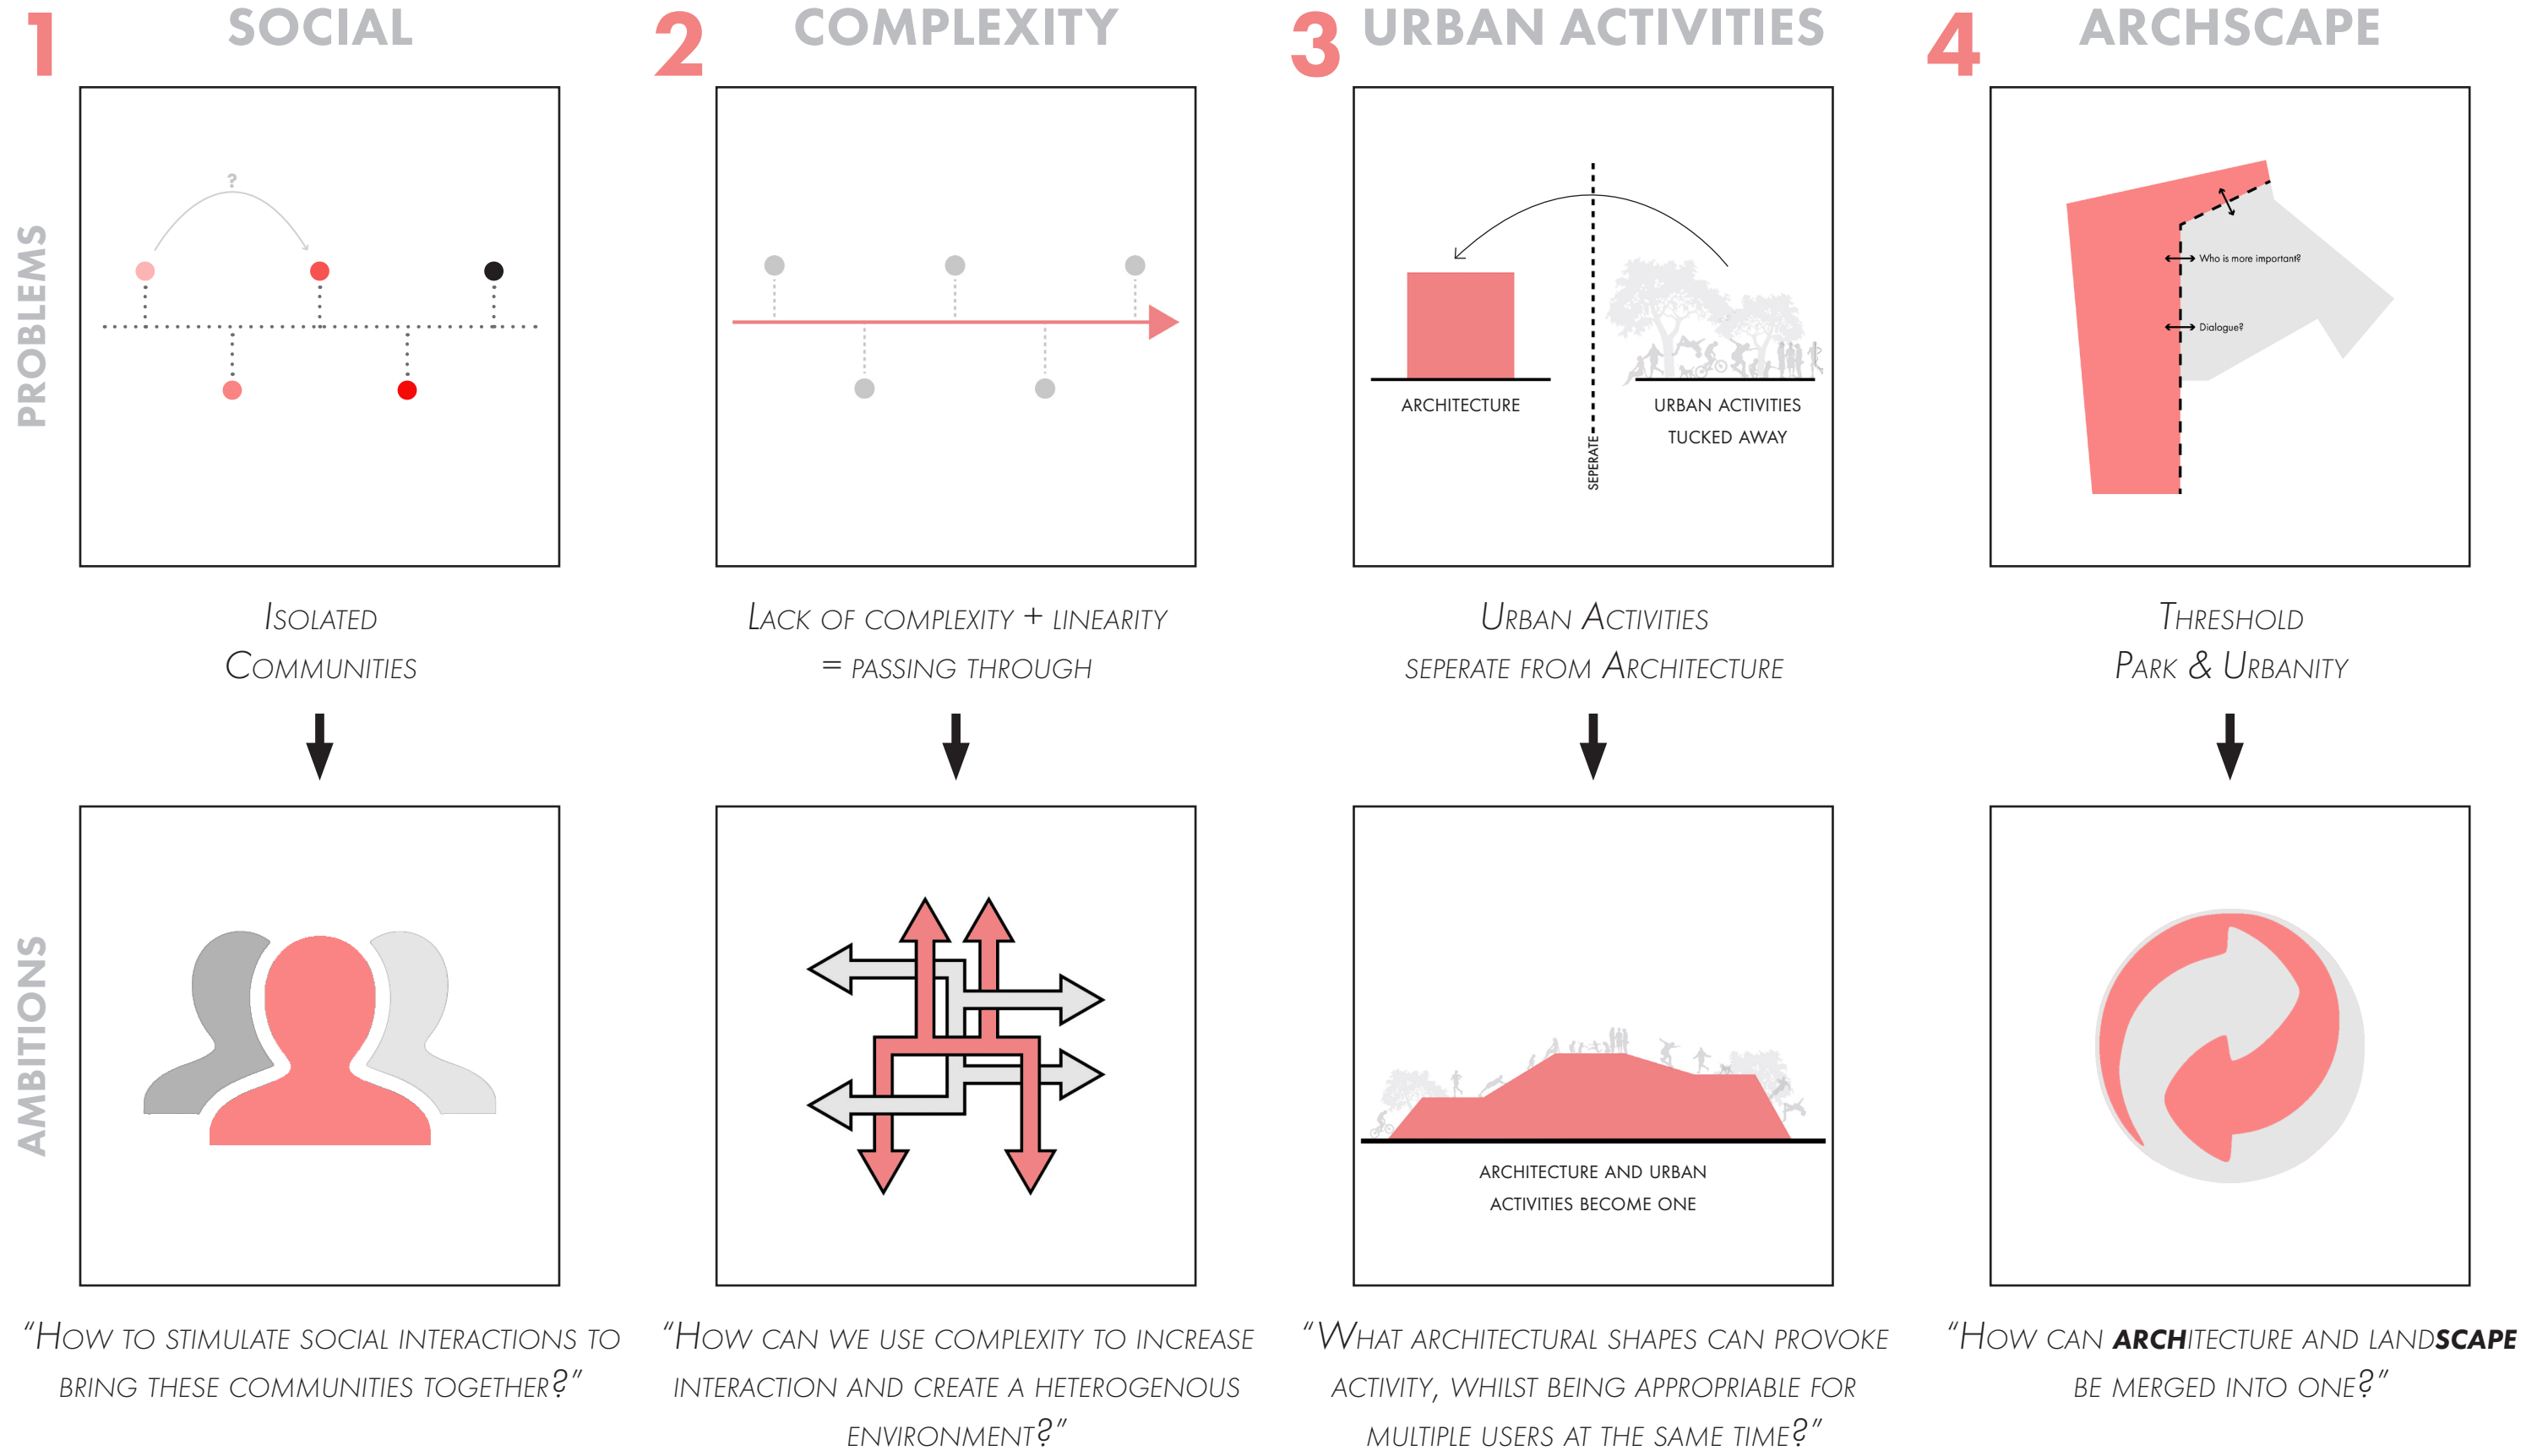 1 SOCIAL
2 COMPLEXITY
3 URBAN ACTIVITIES
4 ARCHSCAPE
PROBLEMS
?
ARCHITECTURE
SEPERATE
URBAN ACTIVITIES
TUCKED AWAY
Who is more important?
Dialogue?
ISOLATED
COMMUNITIES
LACK OF COMPLEXITY + LINEARITY
= PASSING THROUGH
URBAN ACTIVITIES
SEPERATE FROM ARCHITECTURE
THRESHOLD
PARK & URBANITY
AMBITIONS
ARCHITECTURE AND URBAN
ACTIVITIES BECOME ONE
"HOW TO STIMULATE SOCIAL INTERACTIONS TO
BRING THESE COMMUNITIES TOGETHER?"
"HOW CAN WE USE COMPLEXITY TO INCREASE
INTERACTION AND CREATE A HETEROGENOUS
ENVIRONMENT?"
"WHAT ARCHITECTURAL SHAPES CAN PROVOKE
ACTIVITY, WHILST BEING APPROPRIABLE FOR
MULTIPLE USERS AT THE SAME TIME?"
"HOW CAN ARCHITECTURE AND LANDSCAPE
BE MERGED INTO ONE?"